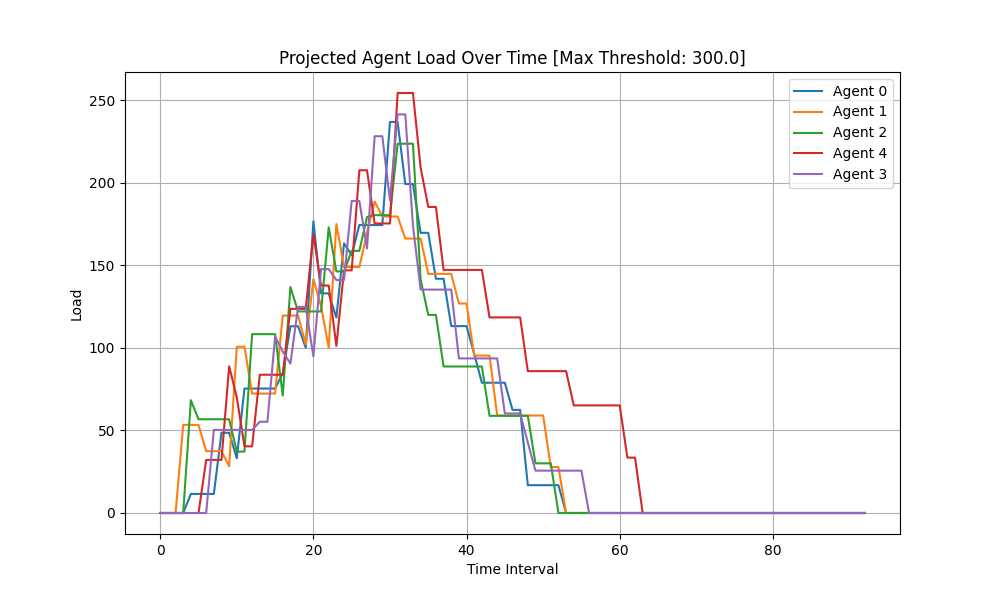 Projected Agent Load Over Time [Max Threshold: 300.0]
Load
250
200
150
100
50
0
0 20 40 60 80
Time Interval
Agent 0
Agent 1
Agent 2
Agent 4
Agent 3